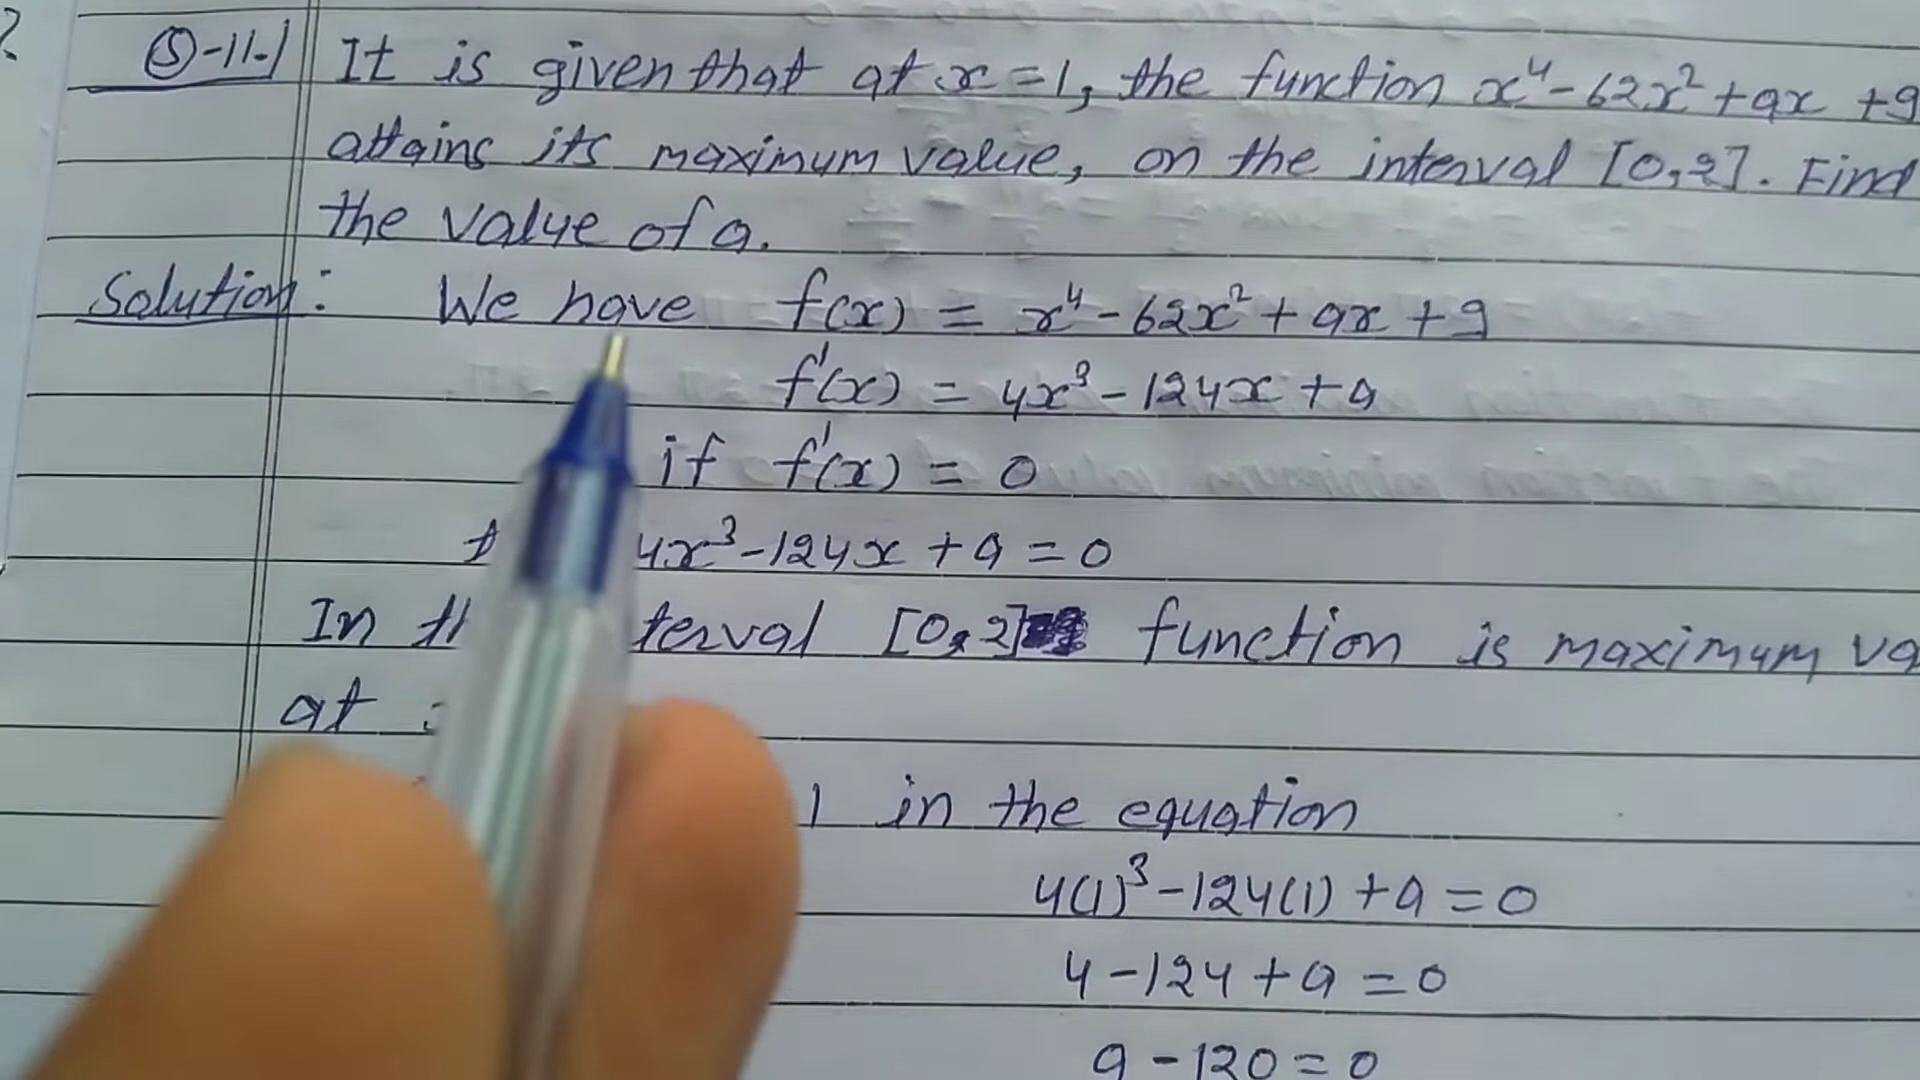 ⑤-11.| It is given that at x = 1, the function x⁴ - 62x² + ax + 9
attains its maximum value, on the interval [0,2]. Find
the value of a.
Solution: We have f(x) = x⁴ - 62x² + ax + 9
f'(x) = 4x³ - 124x + a
if f'(x) = 0
4x³ - 124x + a = 0
In terval [0,2] function is maximum va
at
1 in the equation
4(1)³ - 124(1) + a = 0
4 - 124 + a = 0
a - 120 = 0